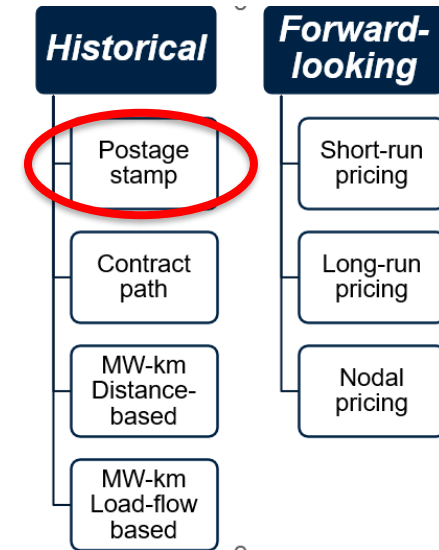 Historical
Postage
stamp
Contract
path
MW-km
Distance-
based
MW-km
Load-flow
based
Forward-
looking
Short-run
pricing
Long-run
pricing
Nodal
pricing